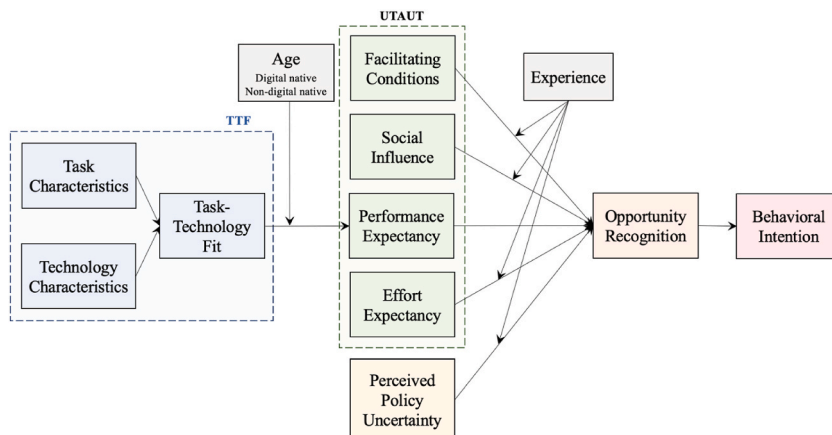 UTAUT
Age
Digital native
Non-digital native
Facilitating
Conditions
Experience
TTF
Social
Influence
Task
Characteristics
Task-
Technology
Fit
Performance
Expectancy
Opportunity
Recognition
Behavioral
Intention
Technology
Characteristics
Effort
Expectancy
Perceived
Policy
Uncertainty